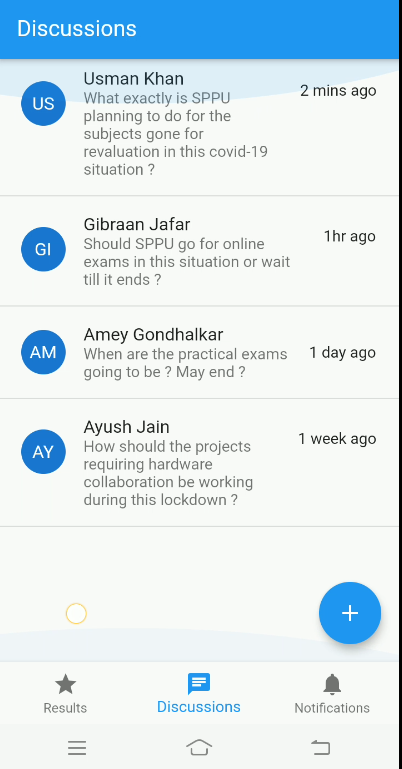 Discussions
Usman Khan
2 mins ago
US
What exactly is SPPU
planning to do for the
subjects gone for
revaluation in this covid-19
situation ?
Gibraan Jafar
1hr ago
GI
Should SPPU go for online
exams in this situation or wait
till it ends ?
Amey Gondhalkar
1 day ago
AM
When are the practical exams
going to be ? May end ?
Ayush Jain
1 week ago
AY
How should the projects
requiring hardware
collaboration be working
during this lockdown ?
+
Results
Discussions
Notifications